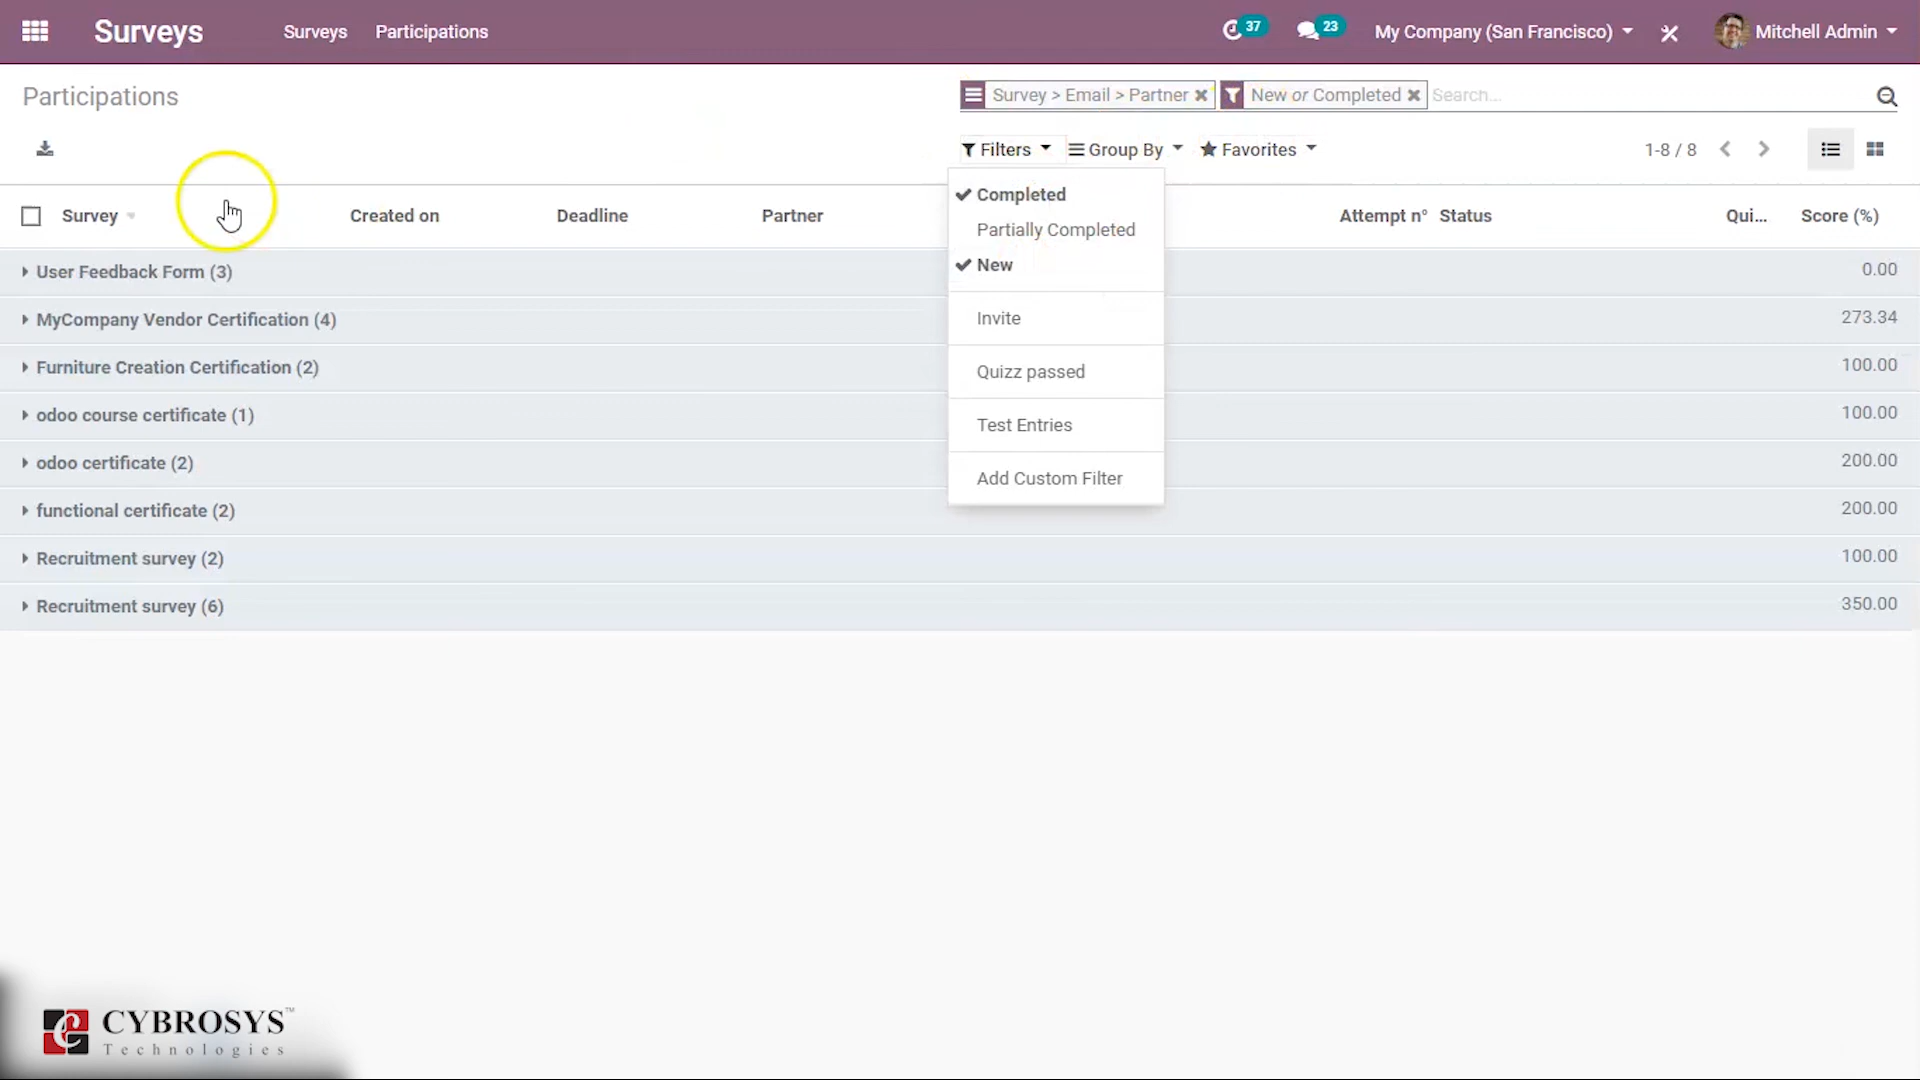 Surveys Surveys Participations 37 23 My Company (San Francisco) Mitchell Admin
Participations Survey > Email > Partner New or Completed Search...
Filters Group By Favorites 1-8 / 8
Survey Created on Deadline Partner Attempt n° Status Qui... Score (%)
Completed
Partially Completed
New
Invite
Quizz passed
Test Entries
Add Custom Filter
User Feedback Form (3) 0.00
MyCompany Vendor Certification (4) 273.34
Furniture Creation Certification (2) 100.00
odoo course certificate (1) 100.00
odoo certificate (2) 200.00
functional certificate (2) 200.00
Recruitment survey (2) 100.00
Recruitment survey (6) 350.00
CYBROSYS™
Technologies